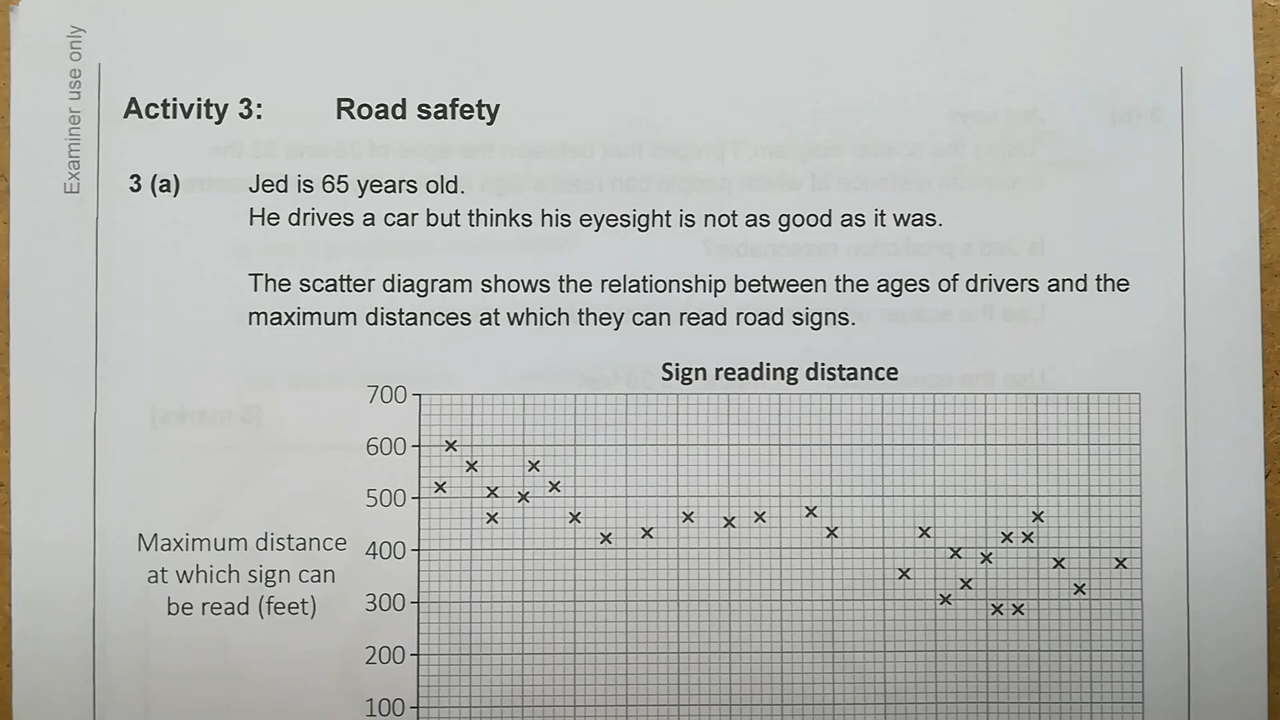 Examiner use only
Activity 3: Road safety
3 (a) Jed is 65 years old.
He drives a car but thinks his eyesight is not as good as it was.
The scatter diagram shows the relationship between the ages of drivers and the
maximum distances at which they can read road signs.
Sign reading distance
700
600
500
400
300
200
100
Maximum distance
at which sign can
be read (feet)